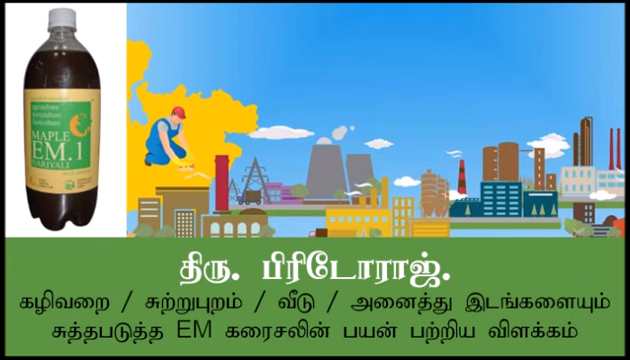 MAPLE
EM.1
HARIYALI
திரு. பிரிடோராஜ்.
கழிவறை / சுற்றுபுறம் / வீடு / அனைத்து இடங்களையும்
சுத்தபடுத்த EM கரைசலின் பயன் பற்றிய விளக்கம்